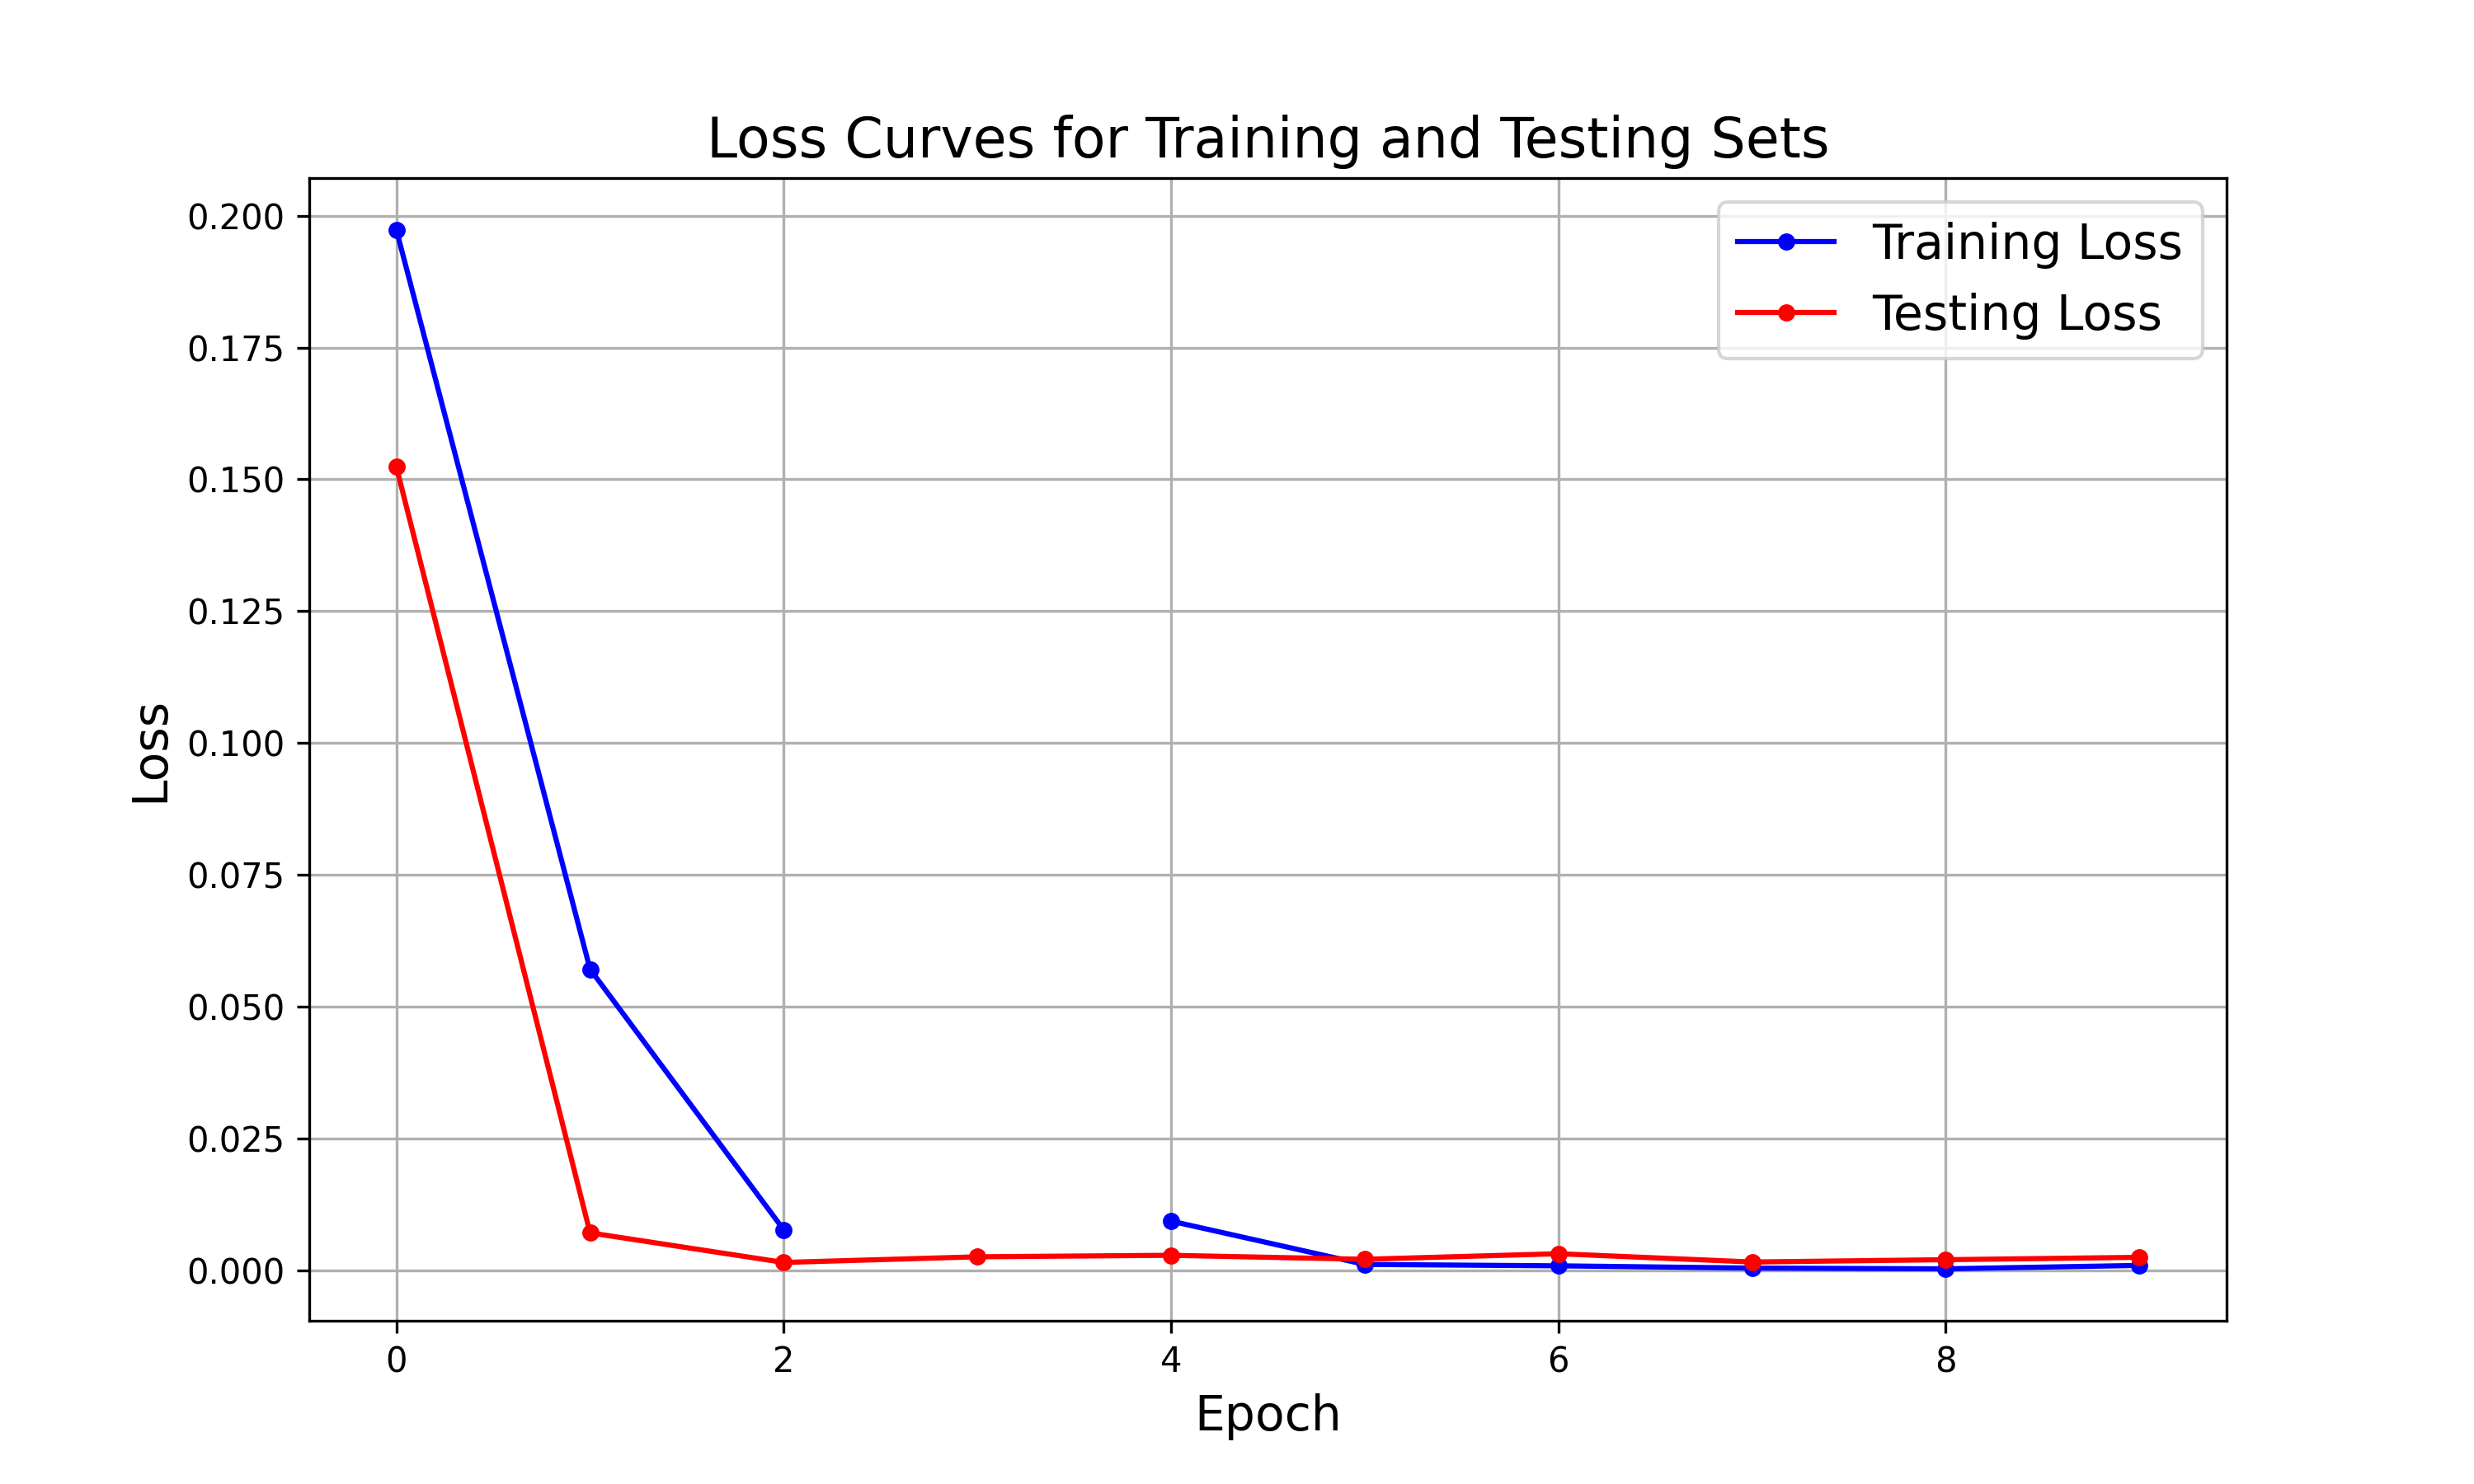 Loss Curves for Training and Testing Sets
Training Loss
Testing Loss
0.200
0.175
0.150
0.125
0.100
0.075
0.050
0.025
0.000
Loss
0 2 4 6 8
Epoch